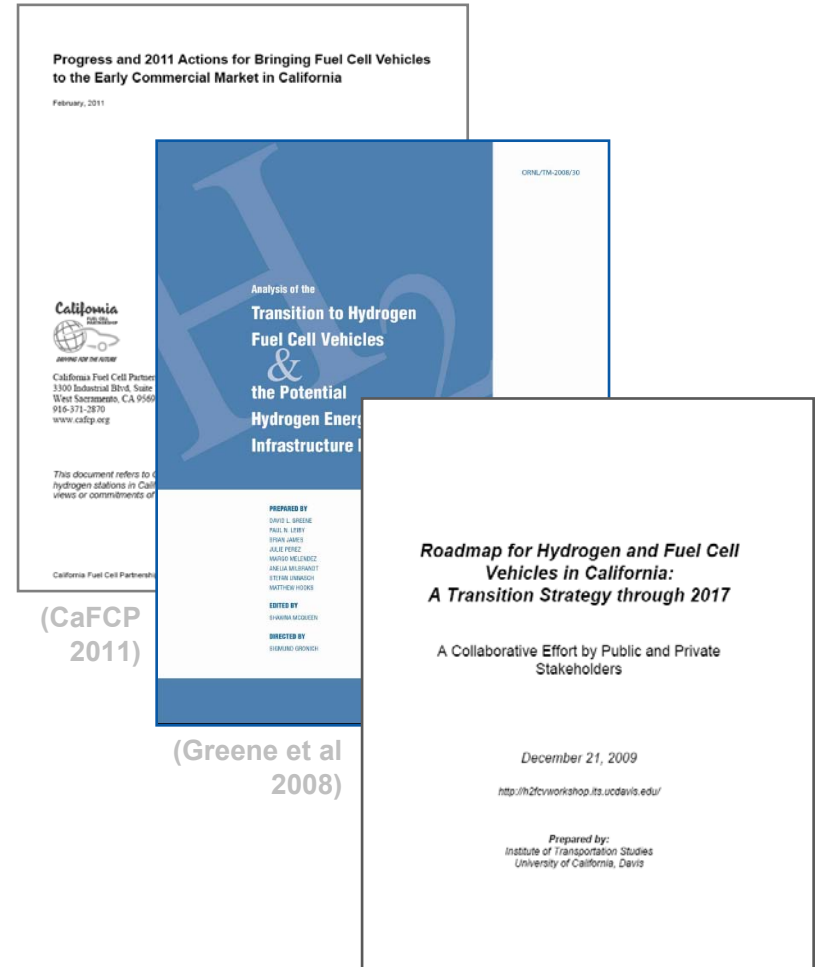 Progress and 2011 Actions for Bringing Fuel Cell Vehicles
to the Early Commercial Market in California
February, 2011
California
FUEL CELL
PARTNERSHIP
DRIVING FOR THE FUTURE
California Fuel Cell Partner
3300 Industrial Blvd, Suite
West Sacramento, CA 9569
916-371-2870
www.cafcp.org
This document refers to
hydrogen stations in Cali
views or commitments of
California Fuel Cell Partnership
(CaFCP
2011)
H2
ORNL/TM-2008/30
Analysis of the
Transition to Hydrogen
Fuel Cell Vehicles
&
the Potential
Hydrogen Energ
Infrastructure
PREPARED BY
DAVID L. GREENE
PAUL N. LEIBY
BRIAN JAMES
JULIE PEREZ
MARGO MELENDEZ
ANELIA MILBRANDT
STEFAN UNNASCH
MATTHEW HOOKS
EDITED BY
SHAWNA MCQUEEN
DIRECTED BY
SIGMUND GRONICH
(Greene et al
2008)
Roadmap for Hydrogen and Fuel Cell
Vehicles in California:
A Transition Strategy through 2017
A Collaborative Effort by Public and Private
Stakeholders
December 21, 2009
http://h2fcvworkshop.its.ucdavis.edu/
Prepared by:
Institute of Transportation Studies
University of California, Davis